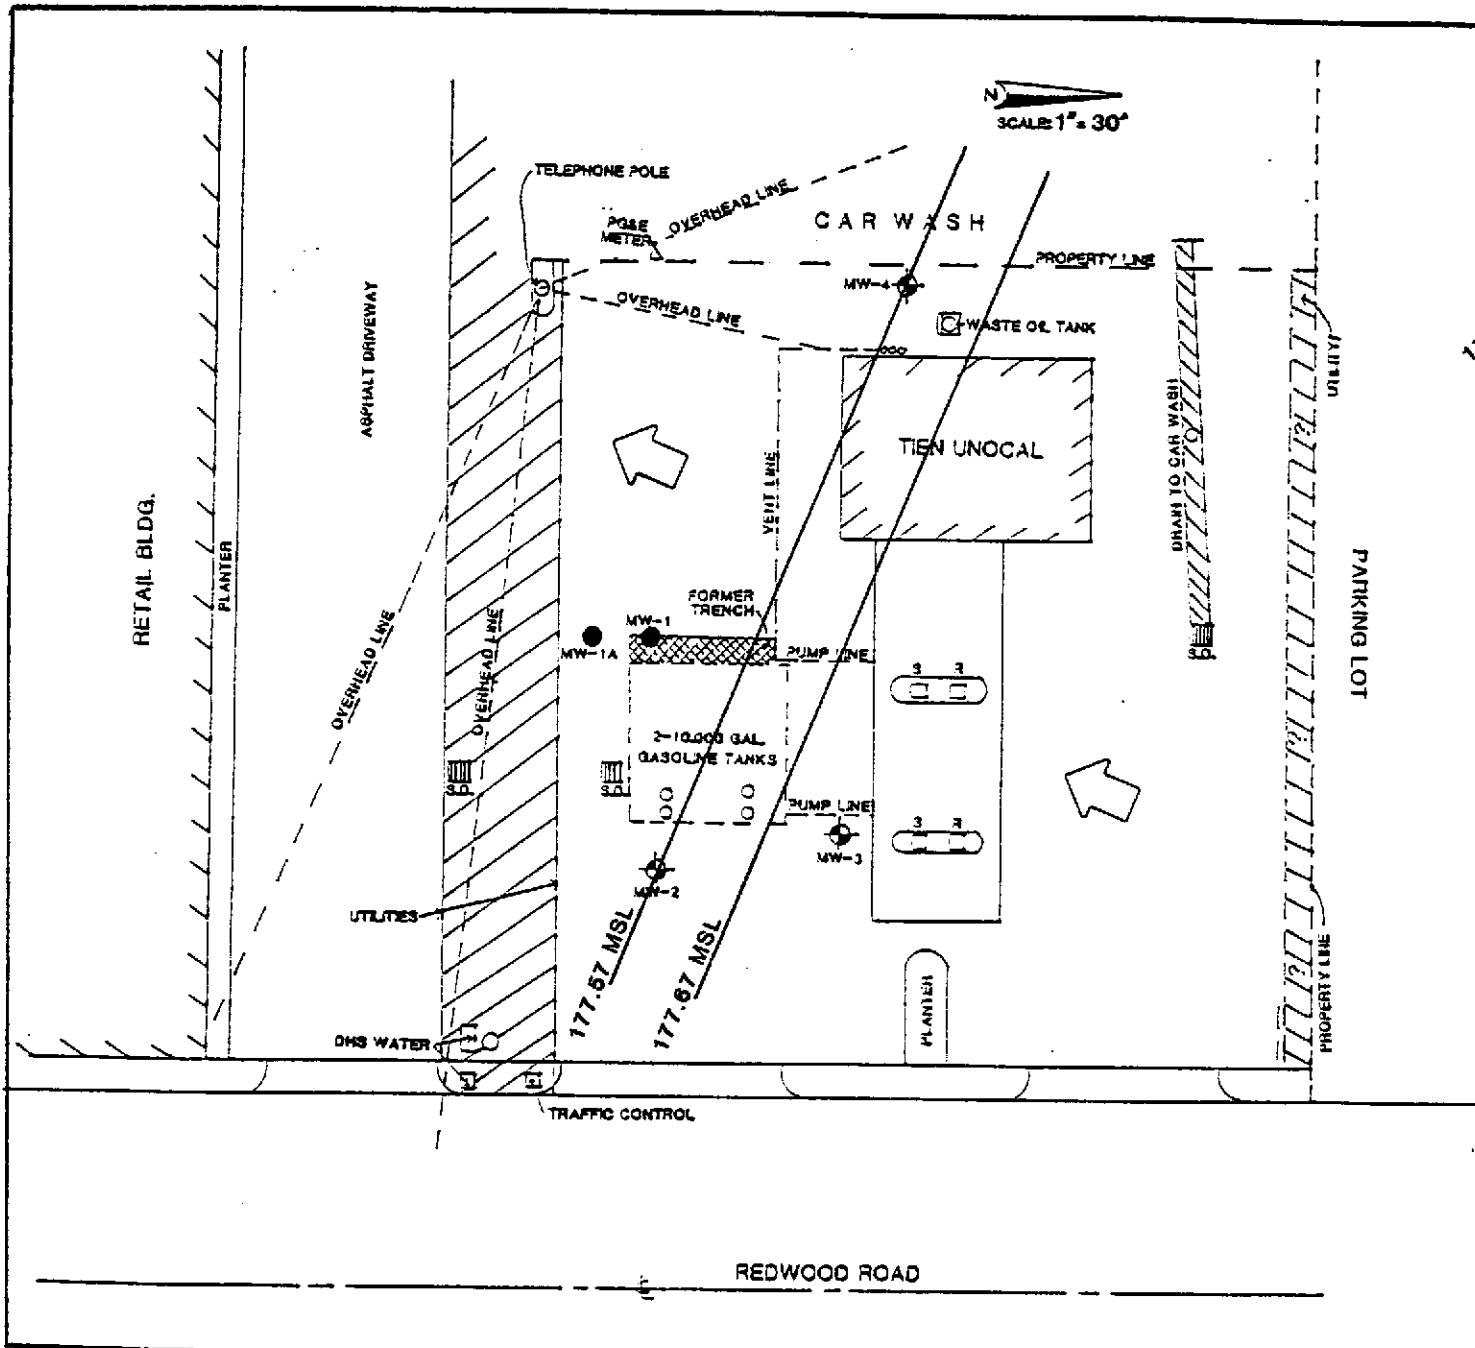 N
SCALE: 1"= 30'
TELEPHONE POLE
PG&E
METER
OVERHEAD LINE
CAR WASH
PROPERTY LINE
MW-4
OVERHEAD LINE
WASTE OIL TANK
UTILITY
ASPHALT DRIVEWAY
TIEN UNOCAL
DRAIN TO CAR WASH
VENT LINE
RETAIL BLDG.
PLANTER
PARKING LOT
FORMER
TRENCH
MW-1
MW-1A
PUMP LINE
S.D.
OVERHEAD LINE
OVERHEAD LINE
2-10,000 GAL.
GASOLINE TANKS
S.D.
S.D.
PUMP LINE
MW-3
MW-2
UTILITIES
177.57 MSL
177.67 MSL
PLANTER
PROPERTY LINE
DHS WATER
TRAFFIC CONTROL
REDWOOD ROAD